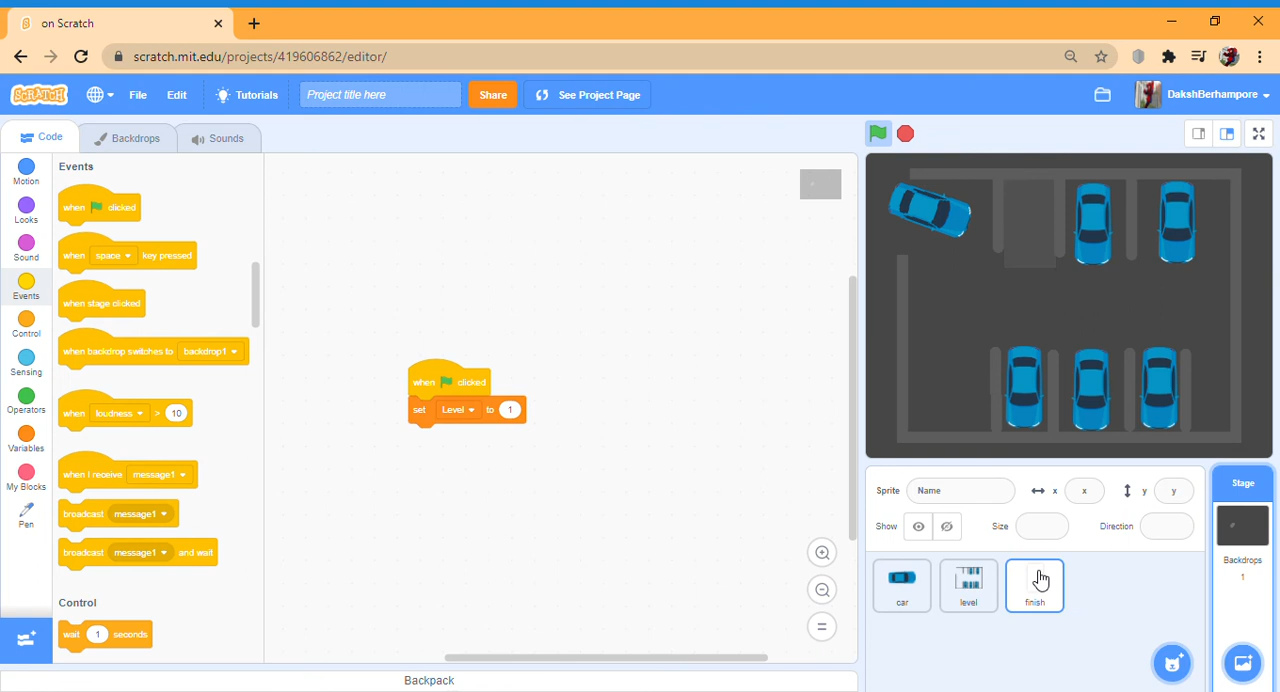 on Scratch
scratch.mit.edu/projects/419606862/editor/
SCRATCH File Edit Tutorials Project title here Share See Project Page DakshBerhampore
Code Backdrops Sounds
Motion
Looks
Sound
Events
Control
Sensing
Operators
Variables
My Blocks
Pen
Events
when clicked
when space key pressed
when stage clicked
when backdrop switches to backdrop1
when loudness > 10
when I receive message1
broadcast message1
broadcast message1 and wait
Control
wait 1 seconds
when clicked
set Level to 1
Sprite Name x x y y
Show Size Direction
car
level
finish
Stage
Backdrops
1
Backpack